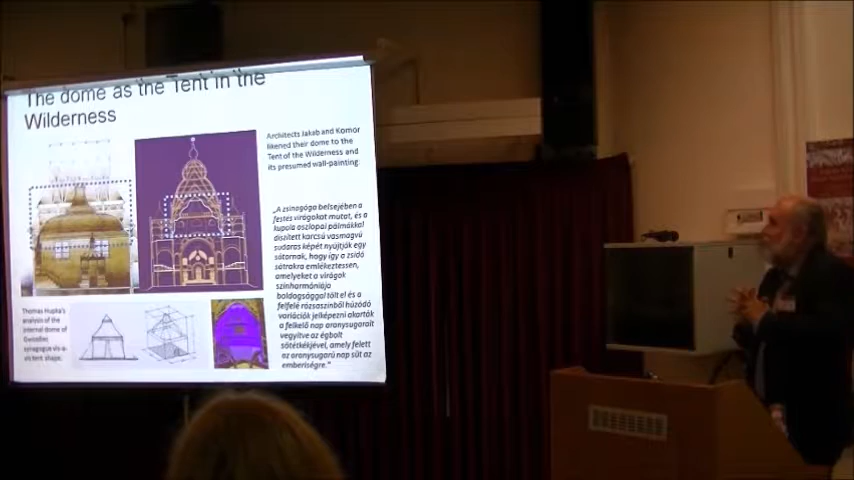 The dome as the Tent in the
Wilderness
Architects Jakab and Komor
likened their dome to the
Tent of the Wilderness and
its presumed wall-painting:
„A zsinagóga belsejében a
festés virágokat mutat, és a
kupola oszlopai pálmákkal
díszített karcsú vasmagvú
sudaras képét nyújtják egy
sátornak, hogy így a zsidó
sátrakra emlékeztessen,
amelyeket a virágok
színharmóniája
boldogsággal töltel és a
felfelé rózsaszínből húzódó
variációk jelképezni akarták
a felkelő nap aranysugarait
vegyítve az égbolt
sötétkékjével, amely felett
az aranysugarú nap süt az
emberiségre."
Thomas Hupka's
analysis of the
internal dome of
synagogue vis-a-
vis tent shape